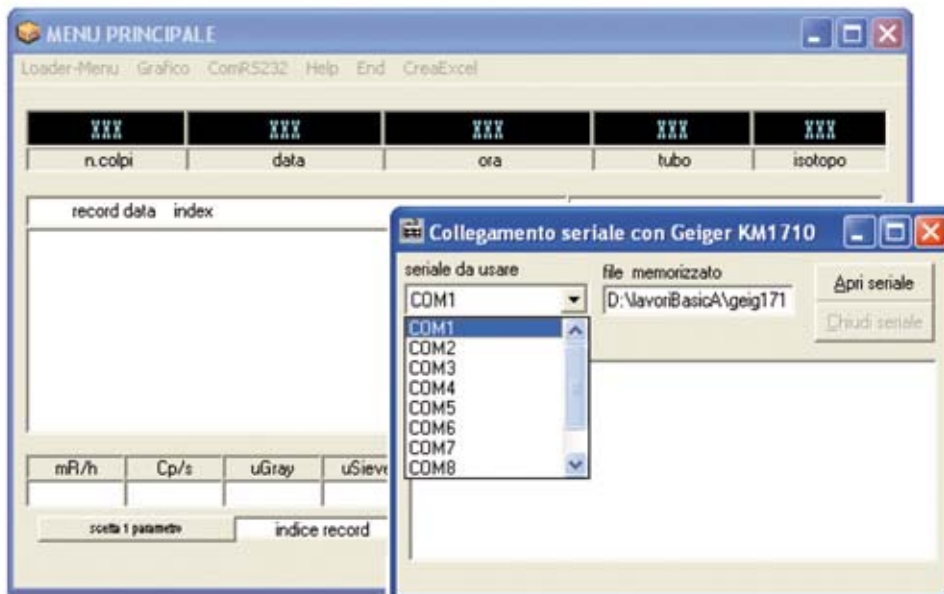 MENU PRINCIPALE
Loader-Menu Grafico ComRS232 Help End CreaExcel
XXX XXX XXX XXX XXX
n.colpi data ora tubo isotopo
record data index
Collegamento seriale con Geiger KM1710
seriale da usare file memorizzato Apri seriale
COM1 D:\lavoriBasicA\geig171 Chiudi seriale
COM1
COM2
COM3
COM4
COM5
COM6
COM7
COM8
mR/h Cp/s uGray uSieve
scelta 1 parametro indice record